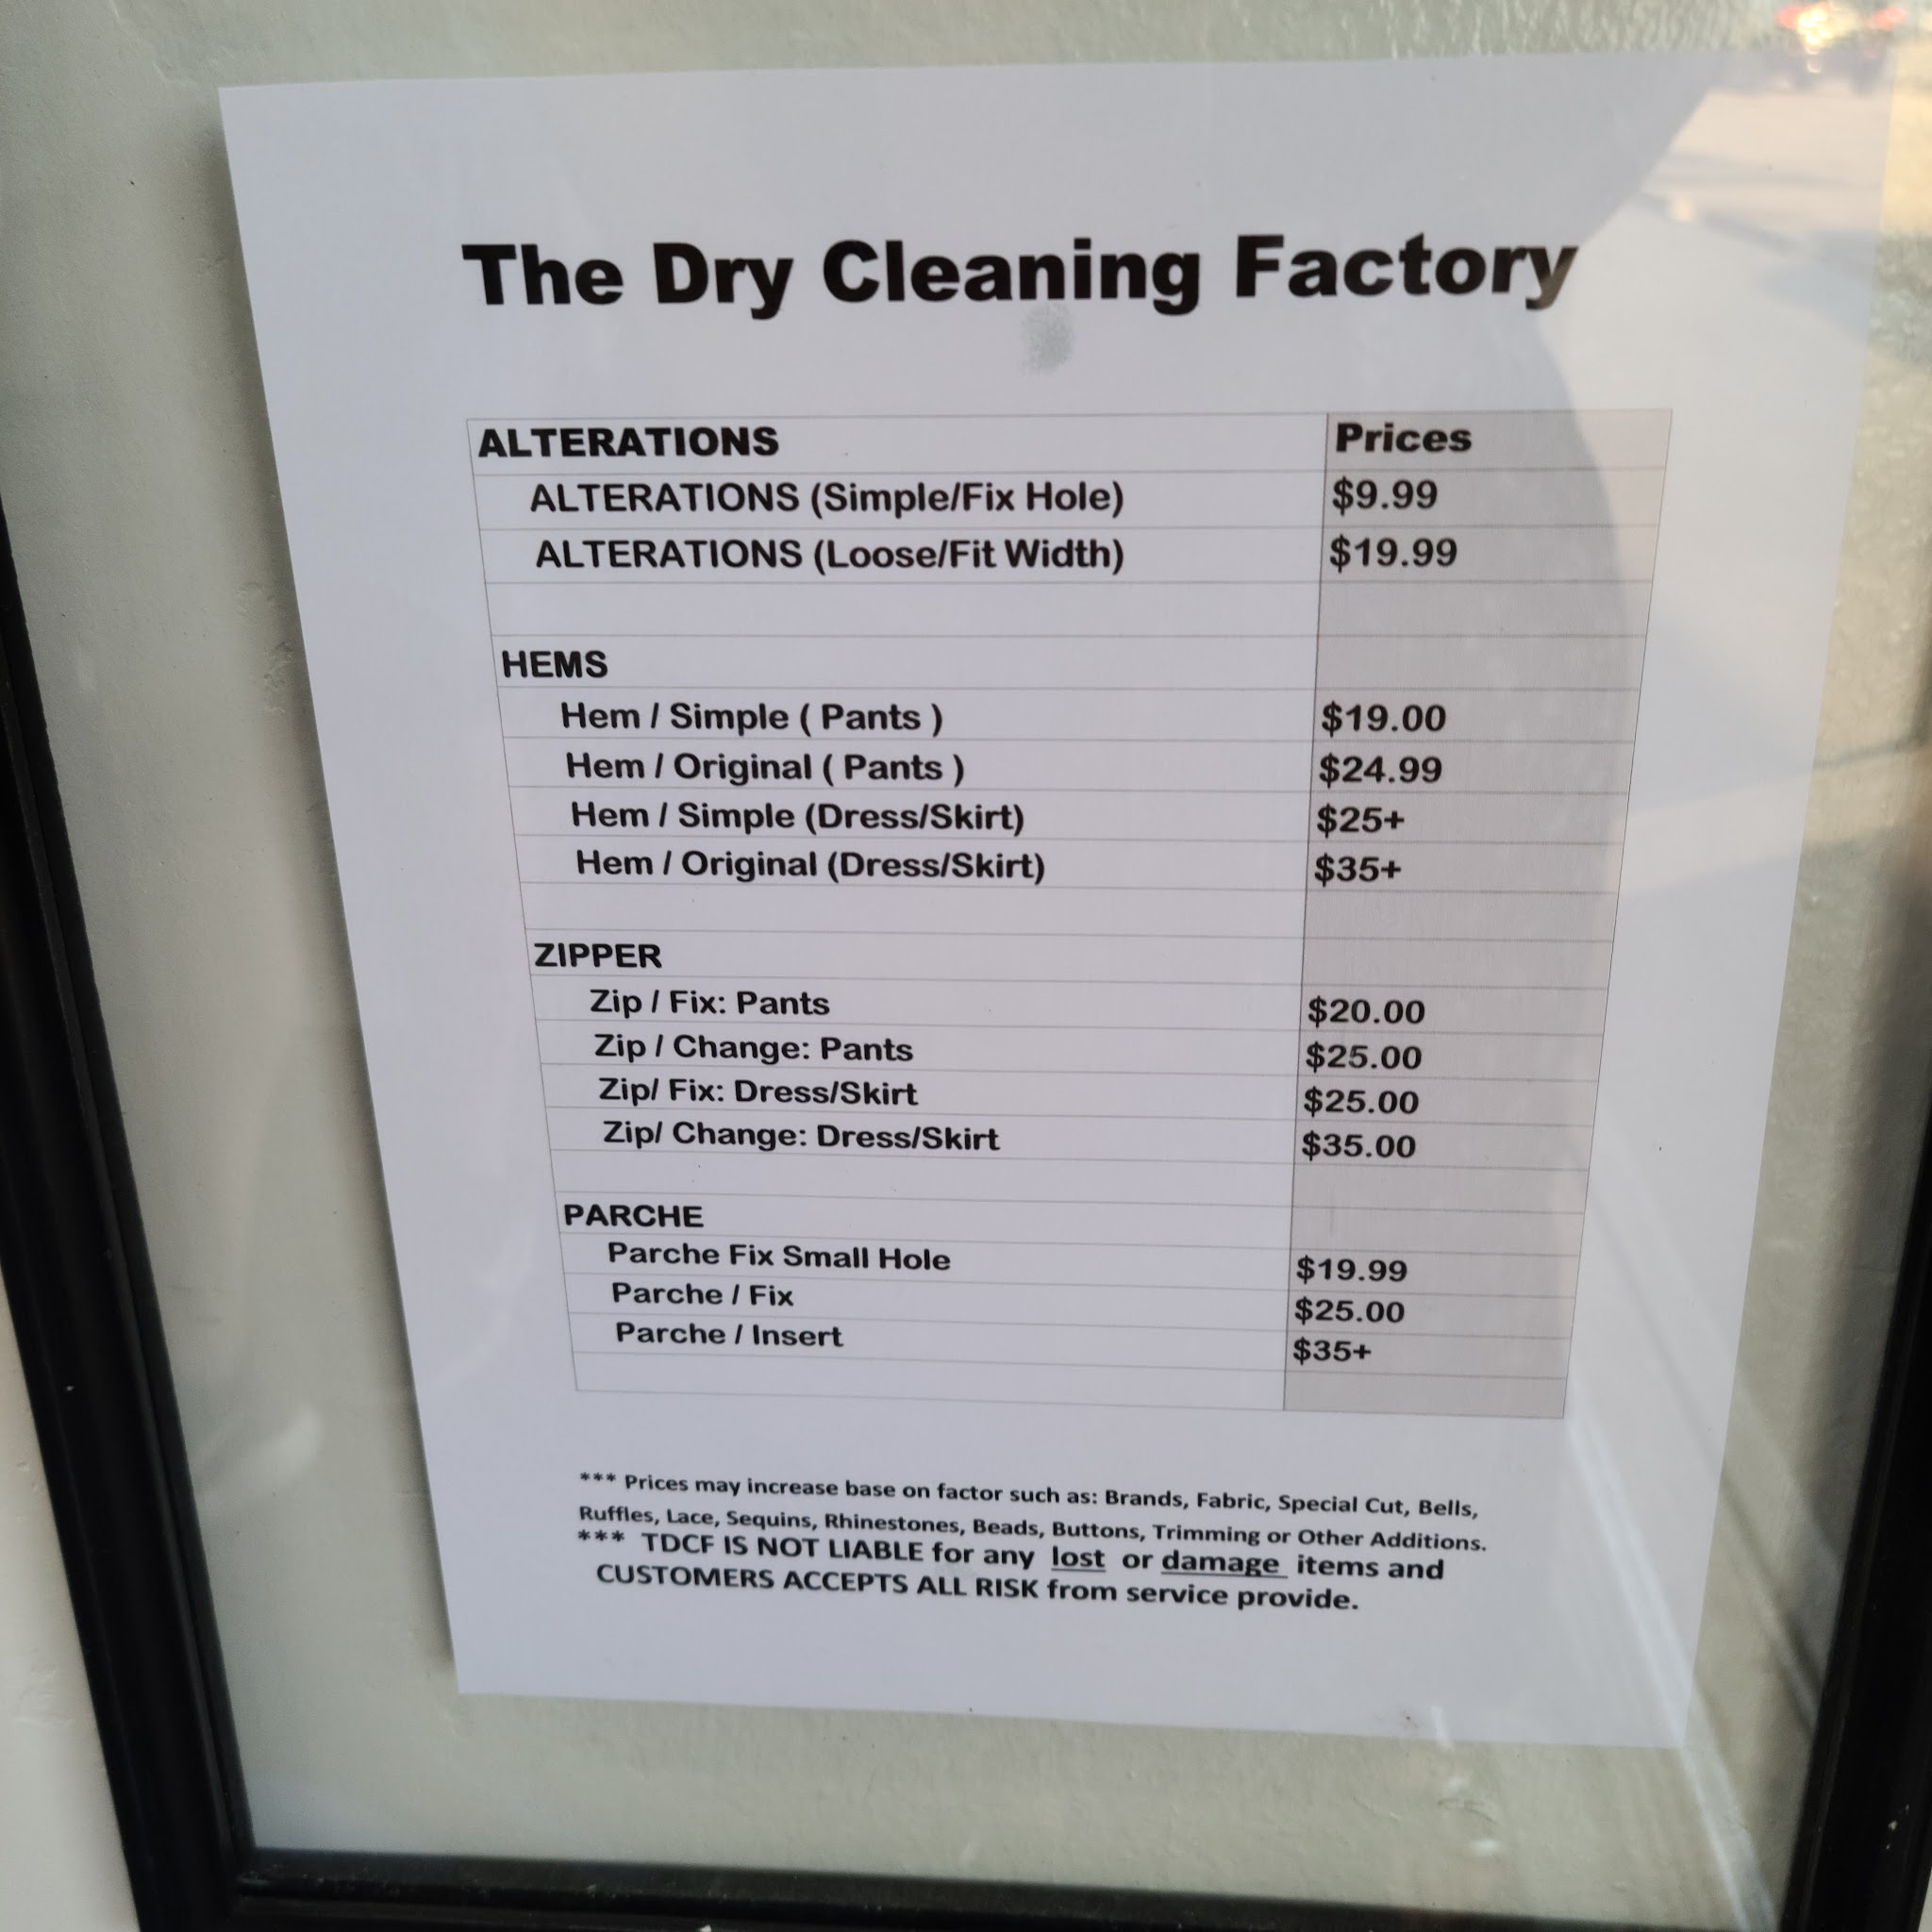 The Dry Cleaning Factory
ALTERATIONS Prices
ALTERATIONS (Simple/Fix Hole) $9.99
ALTERATIONS (Loose/Fit Width) $19.99
HEMS
Hem / Simple ( Pants ) $19.00
Hem / Original ( Pants ) $24.99
Hem / Simple (Dress/Skirt) $25+
Hem / Original (Dress/Skirt) $35+
ZIPPER
Zip / Fix: Pants $20.00
Zip / Change: Pants $25.00
Zip/ Fix: Dress/Skirt $25.00
Zip/ Change: Dress/Skirt $35.00
PARCHE
Parche Fix Small Hole $19.99
Parche / Fix $25.00
Parche / Insert $35+
*** Prices may increase base on factor such as: Brands, Fabric, Special Cut, Bells,
Ruffles, Lace, Sequins, Rhinestones, Beads, Buttons, Trimming or Other Additions.
*** TDCF IS NOT LIABLE for any lost or damage items and
CUSTOMERS ACCEPTS ALL RISK from service provide.